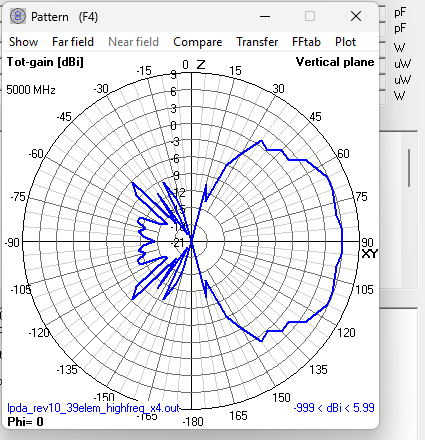 Pattern (F4)
pF
pF
W
uW
uW
W
Show Far field Near field Compare Transfer FFtab Plot
Tot-gain [dBi] Vertical plane
5000 MHz
0 Z
-15 15
-30 30
-45 45
-60 60
-75 75
-90 90
XY
-105 105
-120 120
-135 135
-150 150
-165 165
-180
9
6
3
0
-3
-6
-9
-12
-15
-21
lpda_rev10_39elem_highfreq_x4.out
-999 < dBi < 5.99
Phi= 0